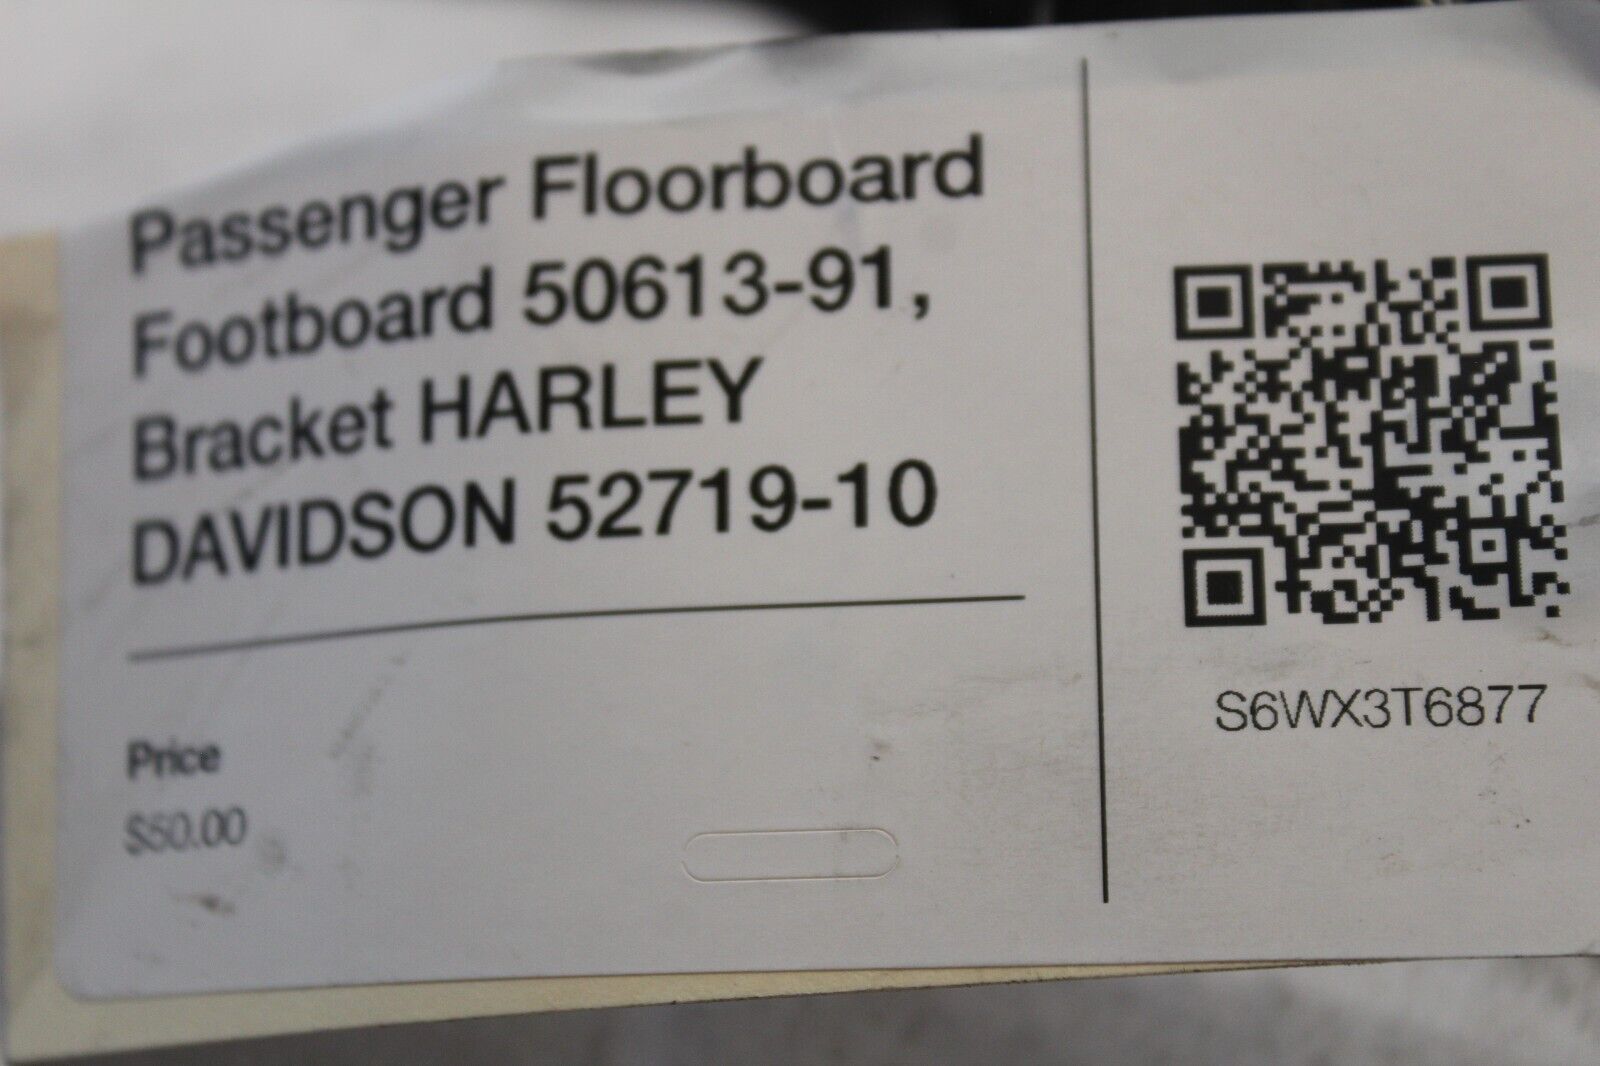 Passenger Floorboard
Footboard 50613-91,
Bracket HARLEY
DAVIDSON 52719-10
Price
$50.00
S6WX3T6877